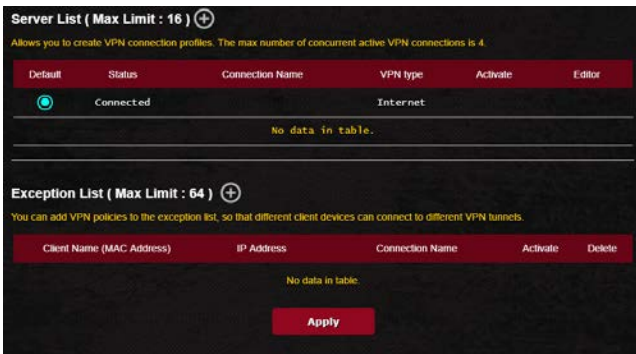 Server List ( Max Limit : 16 )
Allows you to create VPN connection profiles. The max number of concurrent active VPN connections is 4.
Default Status Connection Name VPN type Activate Editor
Connected Internet
No data in table.
Exception List ( Max Limit : 64 )
You can add VPN policies to the exception list, so that different client devices can connect to different VPN tunnels.
Client Name (MAC Address) IP Address Connection Name Activate Delete
No data in table.
Apply